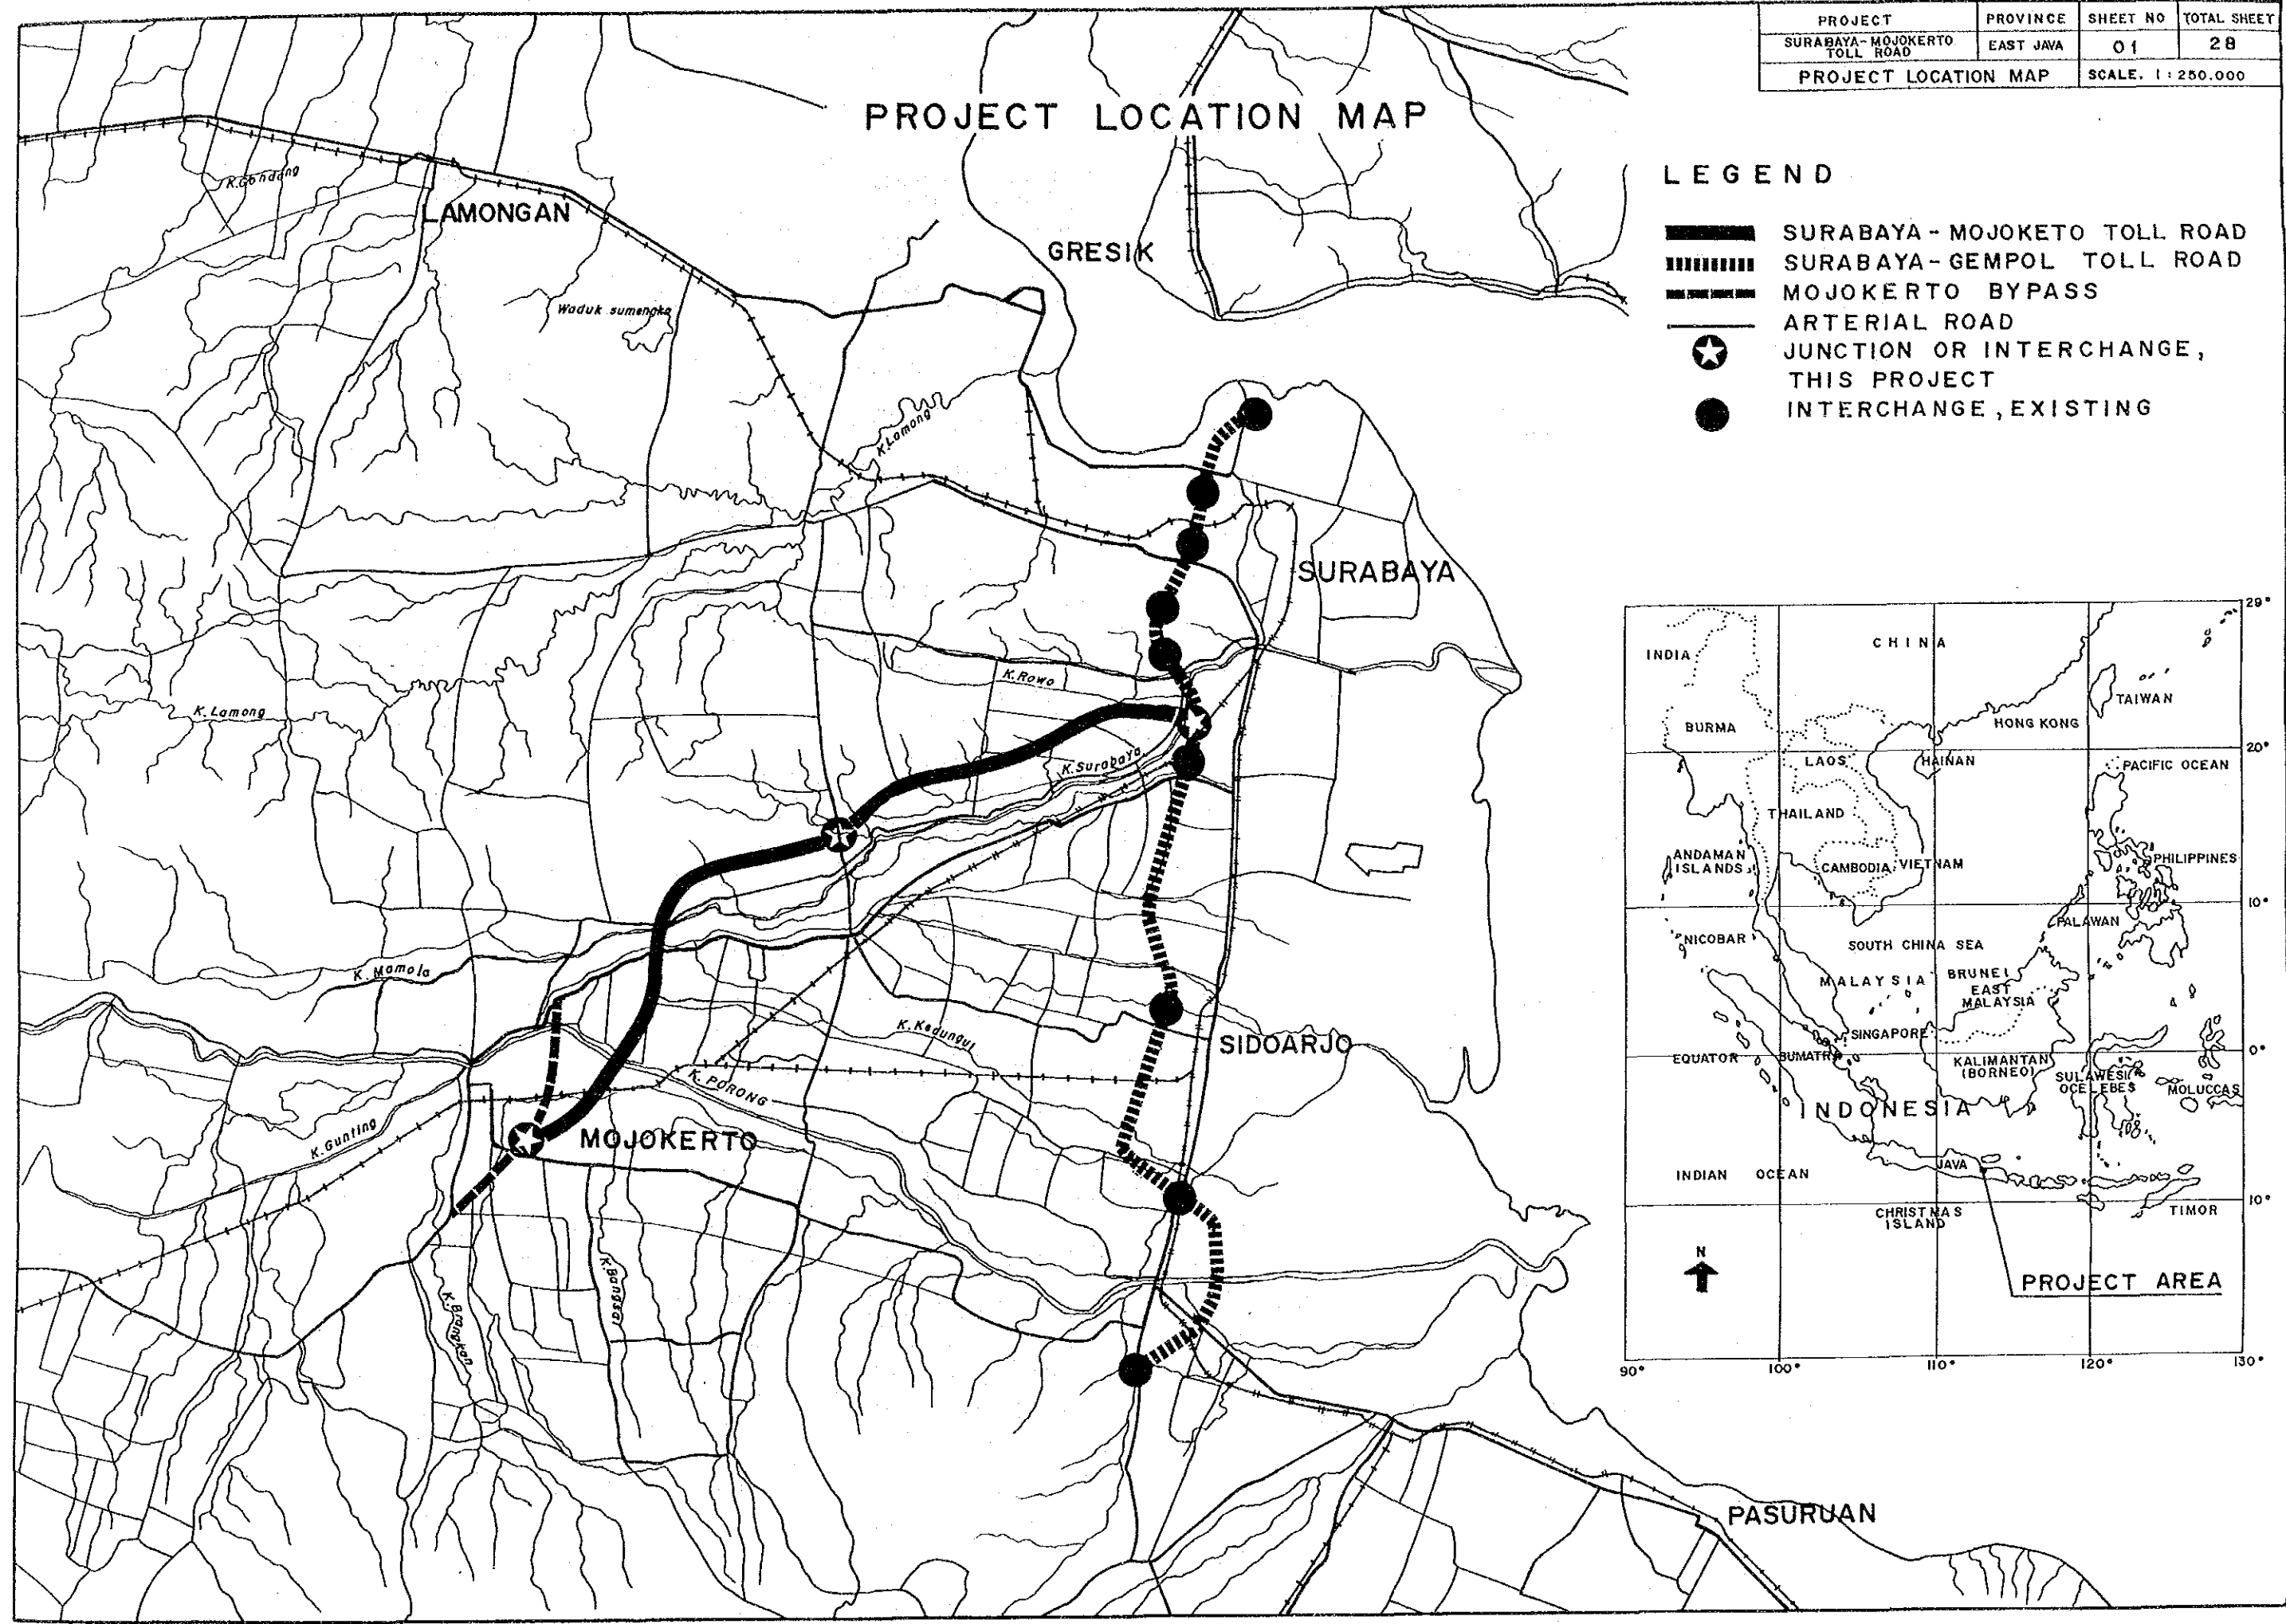 PROJECT
PROVINCE
SHEET NO
TOTAL SHEET
SURABAYA-MOJOKERTO
TOLL ROAD
EAST JAVA
01
28
PROJECT LOCATION MAP
SCALE. 1 : 250.000
PROJECT LOCATION MAP
LEGEND
SURABAYA-MOJOKETO TOLL ROAD
SURABAYA-GEMPOL TOLL ROAD
MOJOKERTO BYPASS
ARTERIAL ROAD
JUNCTION OR INTERCHANGE,
THIS PROJECT
INTERCHANGE, EXISTING
K.Gondang
LAMONGAN
GRESIK
Waduk sumengko
K.Lamong
SURABAYA
K.Rowo
K.Lamong
K.Surabaya
K. Mamola
K.Kedungul
SIDOARJO
K. PORONG
K.Gunting
MOJOKERTO
K.Bangsal
K.Brangkan
PASURUAN
29°
CHINA
INDIA
TAIWAN
BURMA
HONG KONG
20°
LAOS
HAINAN
PACIFIC OCEAN
THAILAND
ANDAMAN
ISLANDS
CAMBODIA
VIETNAM
PHILIPPINES
10°
PALAWAN
NICOBAR
SOUTH CHINA SEA
MALAYSIA
BRUNEI
EAST
MALAYSIA
SINGAPORE
0°
EQUATOR
BUMATRA
KALIMANTAN
(BORNEO)
SULAWESI
OCELEBES
MOLUCCAS
INDONESIA
JAVA
INDIAN OCEAN
10°
CHRISTMAS
ISLAND
TIMOR
N
PROJECT AREA
90°
100°
110°
120°
130°